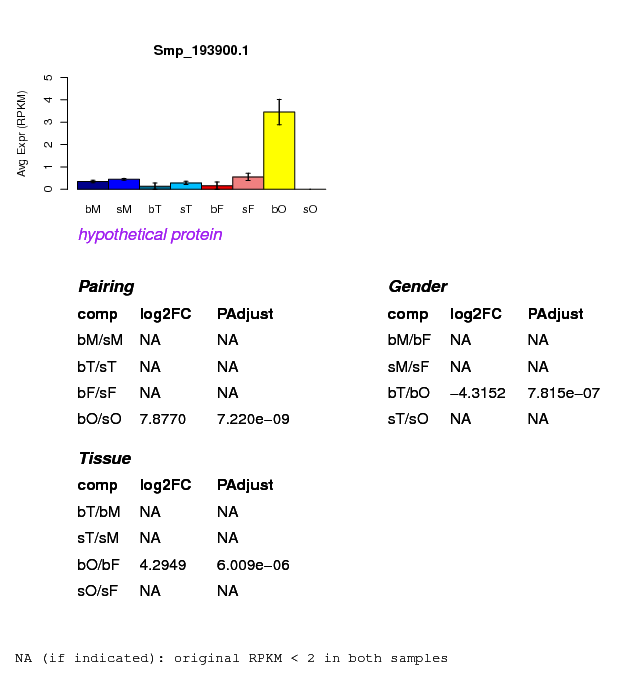 Smp_193900.1
Avg Expr (RPKM)
5
4
3
2
1
0
bM sM bT sT bF sF bO sO
hypothetical protein
Pairing
comp log2FC PAdjust
bM/sM NA NA
bT/sT NA NA
bF/sF NA NA
bO/sO 7.8770 7.220e−09
Gender
comp log2FC PAdjust
bM/bF NA NA
sM/sF NA NA
bT/bO −4.3152 7.815e−07
sT/sO NA NA
Tissue
comp log2FC PAdjust
bT/bM NA NA
sT/sM NA NA
bO/bF 4.2949 6.009e−06
sO/sF NA NA
NA (if indicated): original RPKM < 2 in both samples